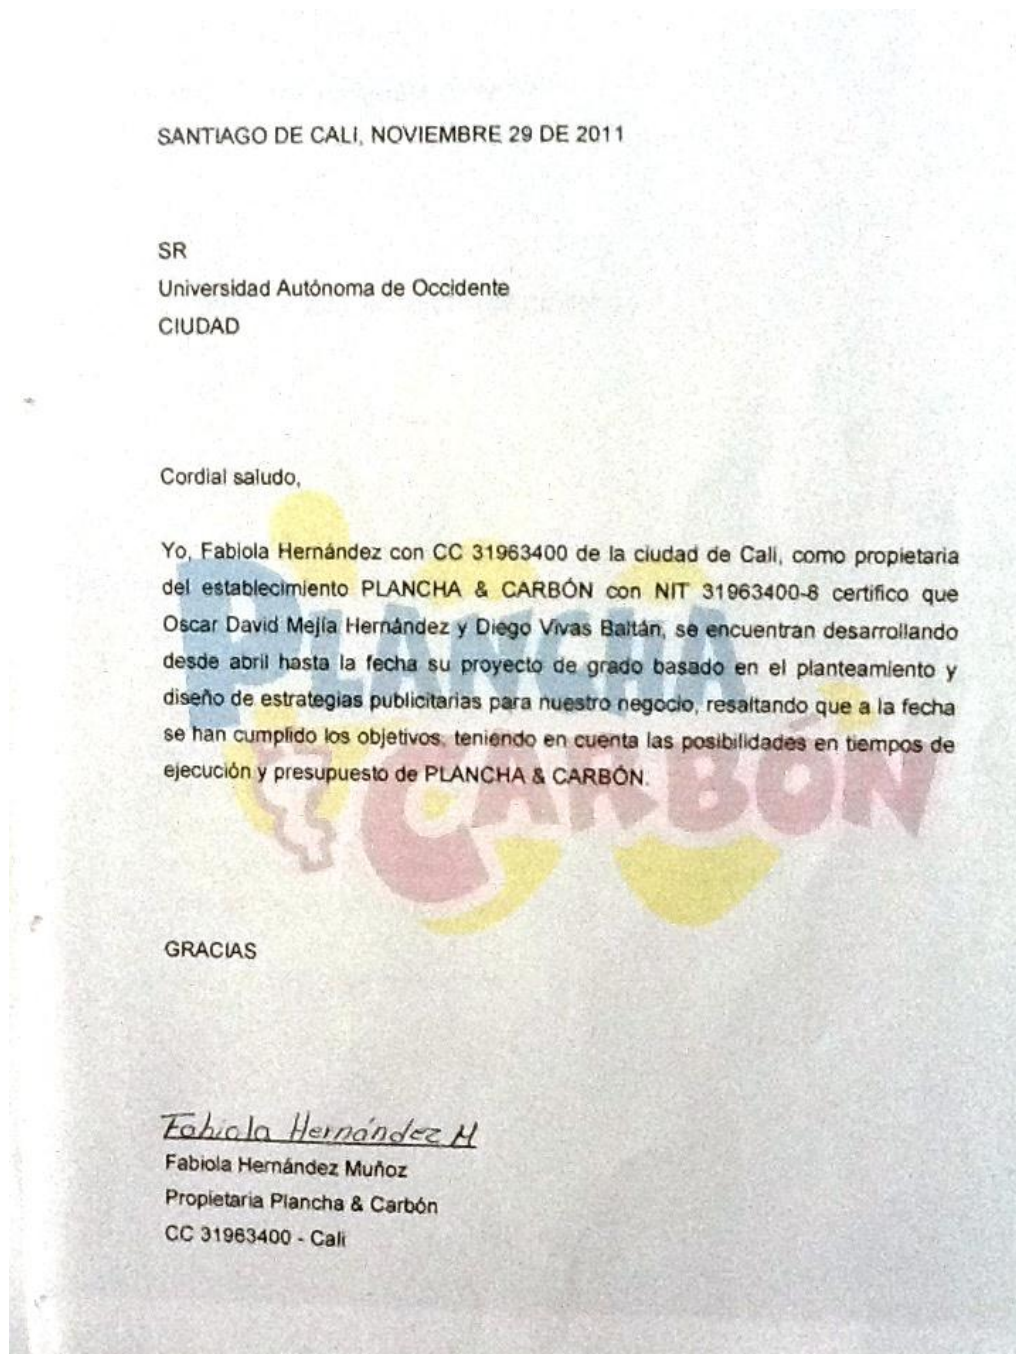 SANTIAGO DE CALI, NOVIEMBRE 29 DE 2011
SR
Universidad Autónoma de Occidente
CIUDAD
Cordial saludo,
Yo, Fabiola Hernández con CC 31963400 de la ciudad de Cali, como propietaria
del establecimiento PLANCHA & CARBÓN con NIT 31963400-8 certifico que
Oscar David Mejía Hernández y Diego Vivas Baltán, se encuentran desarrollando
desde abril hasta la fecha su proyecto de grado basado en el planteamiento y
diseño de estrategias publicitarias para nuestro negocio, resaltando que a la fecha
se han cumplido los objetivos, teniendo en cuenta las posibilidades en tiempos de
ejecución y presupuesto de PLANCHA & CARBÓN.
PLANCHA
CARBÓN
GRACIAS
Fabiola Hernández M
Fabiola Hernández Muñoz
Propietaria Plancha & Carbón
CC 31963400 - Cali